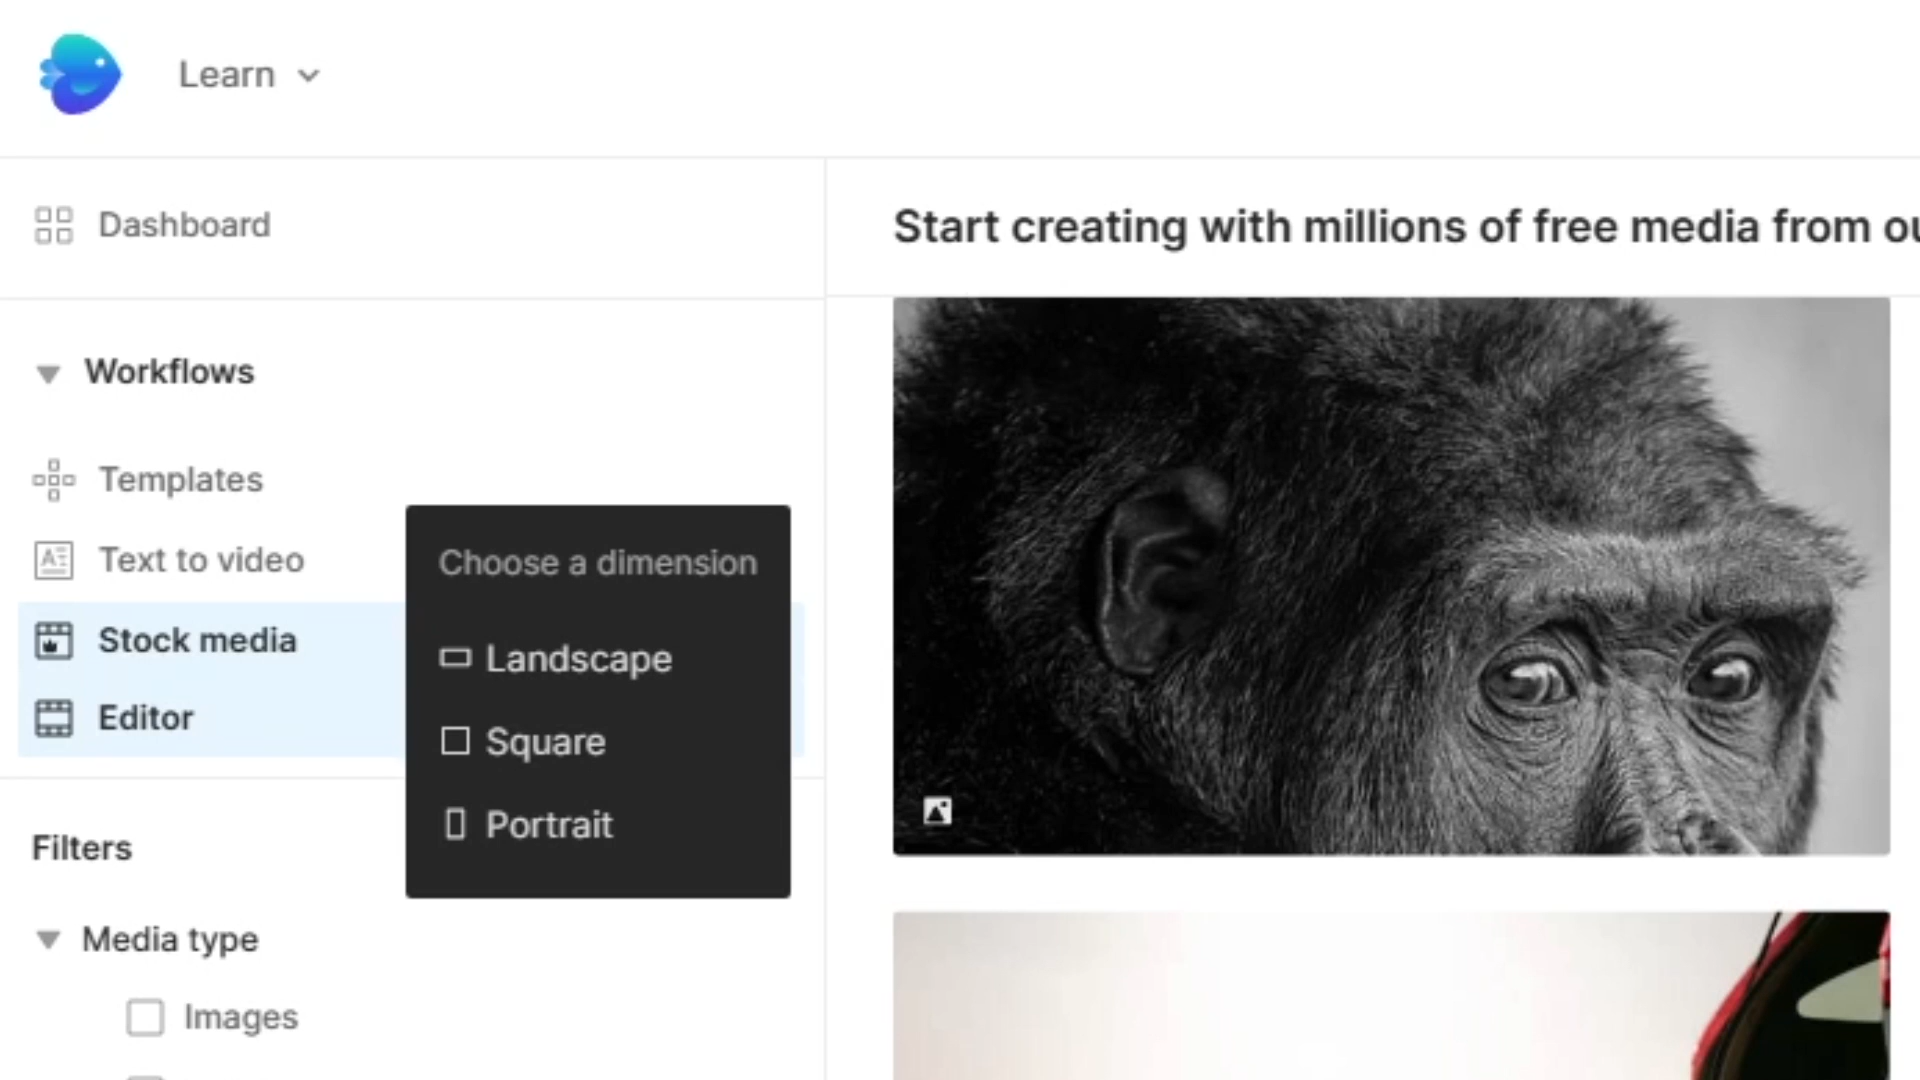 Learn
Dashboard
Start creating with millions of free media from
Workflows
Templates
Text to video
Stock media
Editor
Choose a dimension
Landscape
Square
Portrait
Filters
Media type
Images